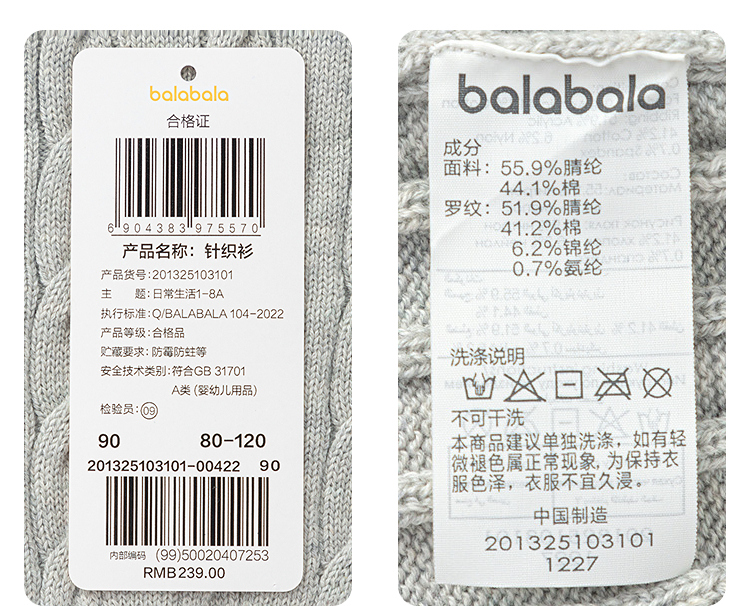 balabala
合格证
6 904383 975570
产品名称：针织衫
产品货号:201325103101
主 题:日常生活1-8A
执行标准:Q/BALABALA 104-2022
产品等级:合格品
贮藏要求:防霉防蛀等
安全技术类别:符合GB 31701
A类 (婴幼儿用品)
检验员:09
90 80-120
201325103101-00422 90
内部编码 (99)50020407253
RMB239.00
balabala
成分
面料：55.9%腈纶
44.1%棉
罗纹：51.9%腈纶
41.2%棉
6.2%锦纶
0.7%氨纶
洗涤说明
不可干洗
本商品建议单独洗涤，如有轻
微褪色属正常现象, 为保持衣
服色泽，衣服不宜久浸。
中国制造
201325103101
1227